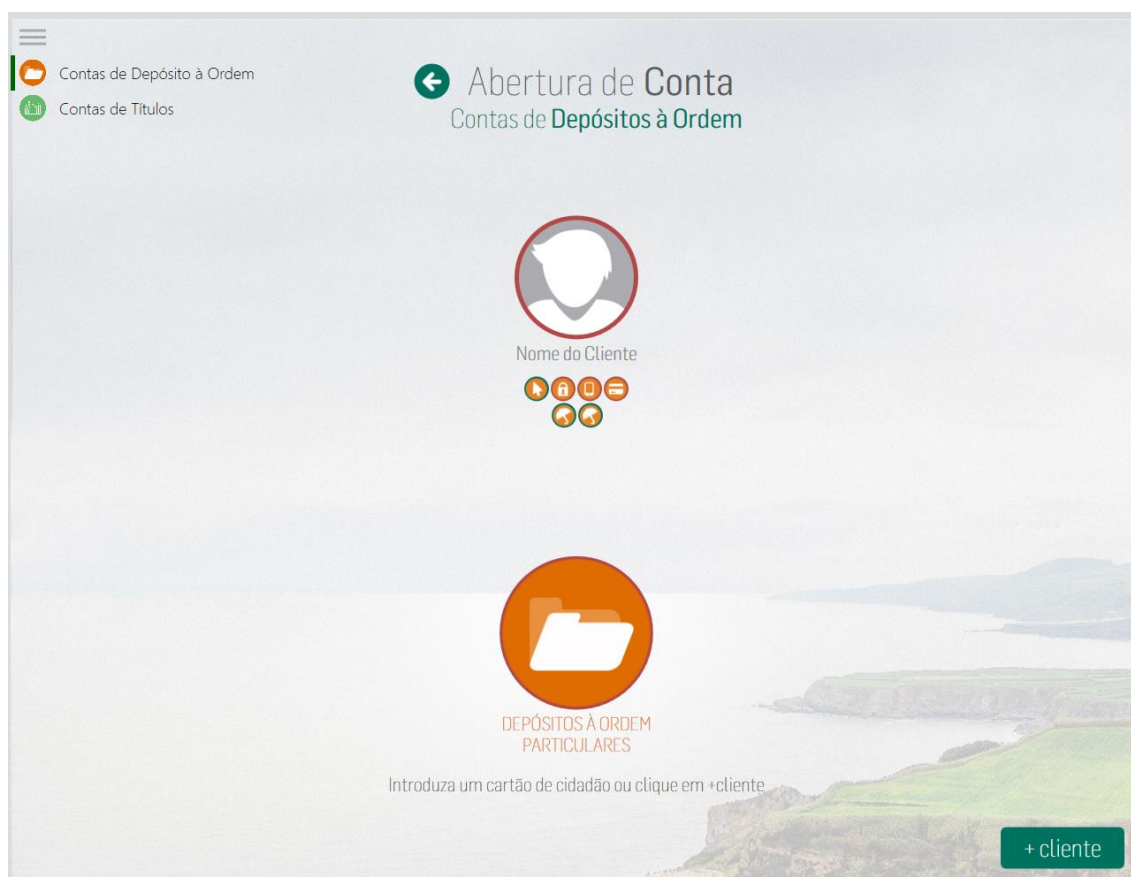 Contas de Depósito à Ordem
Contas de Títulos
Abertura de Conta
Contas de Depósitos à Ordem
Nome do Cliente
DEPÓSITOS À ORDEM
PARTICULARES
Introduza um cartão de cidadão ou clique em +cliente
+ cliente